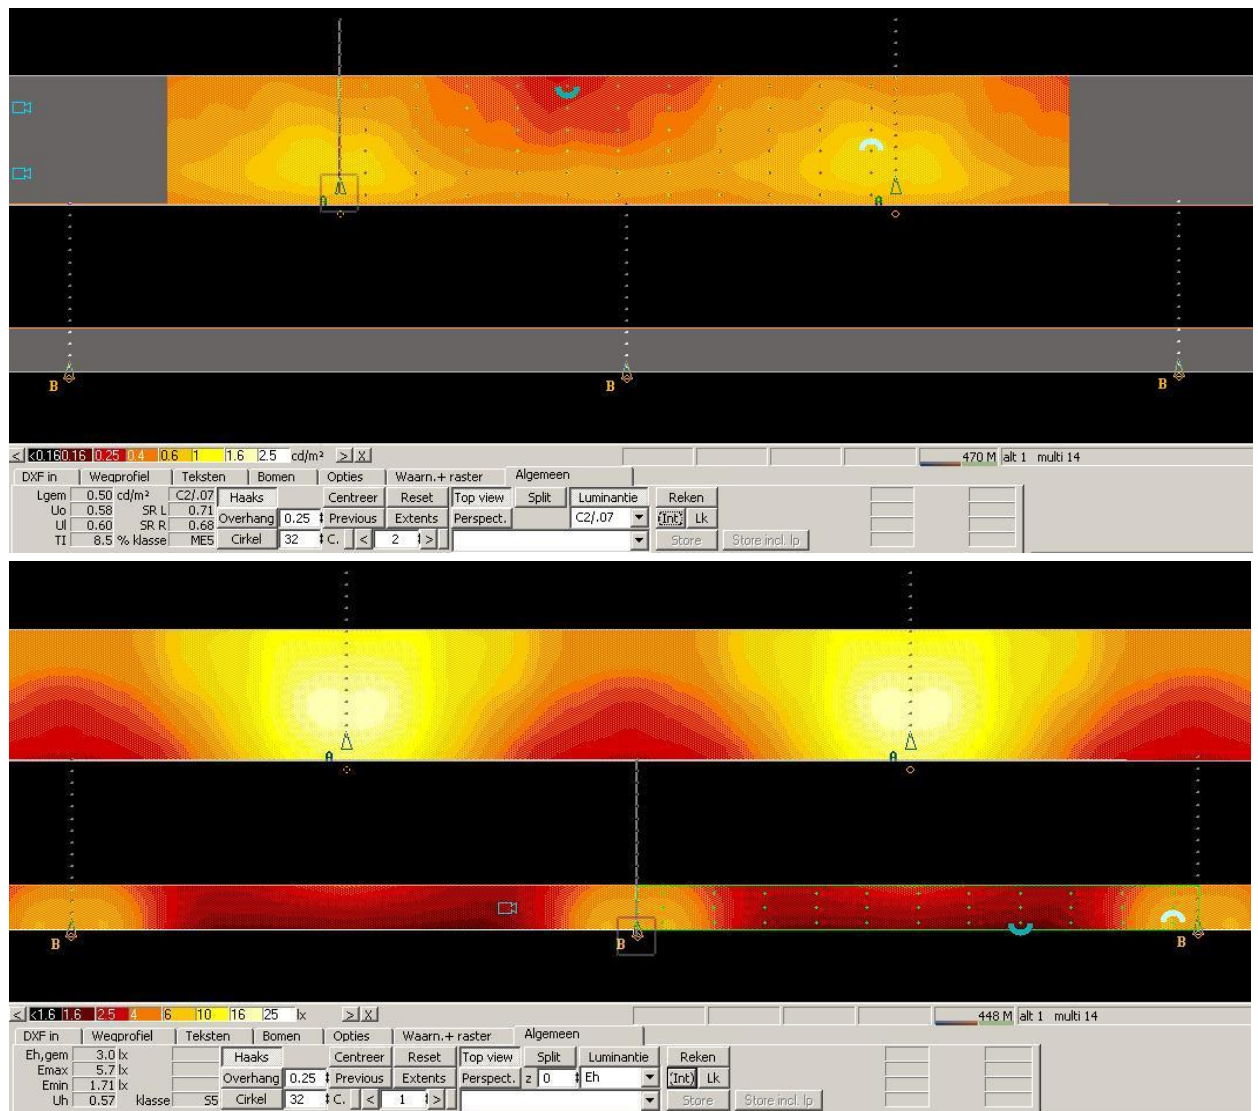 A A
B B B
< <0.16 0.16 0.25 0.4 0.6 1 1.6 2.5 cd/m² > X 470 M alt 1 multi 14
DXF in Wegprofiel Teksten Bomen Opties Waarn.+ raster Algemeen
Lgem 0.50 cd/m² C2/.07 Haaks Centreer Reset Top view Split Luminantie Reken
Uo 0.58 SR L 0.71 Overhang 0.25 Previous Extents Perspect. C2/.07 (Int) Lk
Ul 0.60 SR R 0.68
TI 8.5 % klasse ME5 Cirkel 32 C. < 2 > Store Store incl. lp
A A
B B B
< <1.6 1.6 2.5 4 6 10 16 25 lx > X 448 M alt 1 multi 14
DXF in Wegprofiel Teksten Bomen Opties Waarn.+ raster Algemeen
Eh,gem 3.0 lx Haaks Centreer Reset Top view Split Luminantie Reken
Emax 5.7 lx Overhang 0.25 Previous Extents Perspect. z 0 Eh (Int) Lk
Emin 1.71 lx
Uh 0.57 klasse S5 Cirkel 32 C. < 1 > Store Store incl. lp